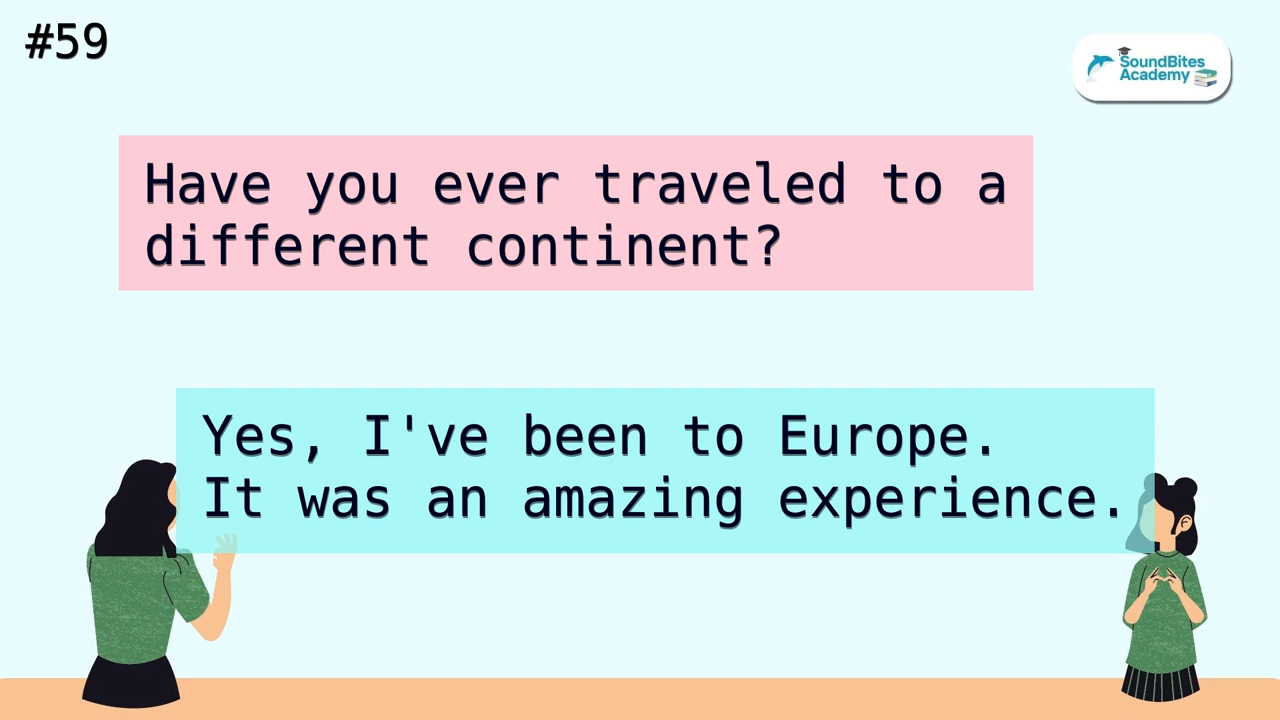 #59
SoundBites
Academy
Have you ever traveled to a
different continent?
Yes, I've been to Europe.
It was an amazing experience.